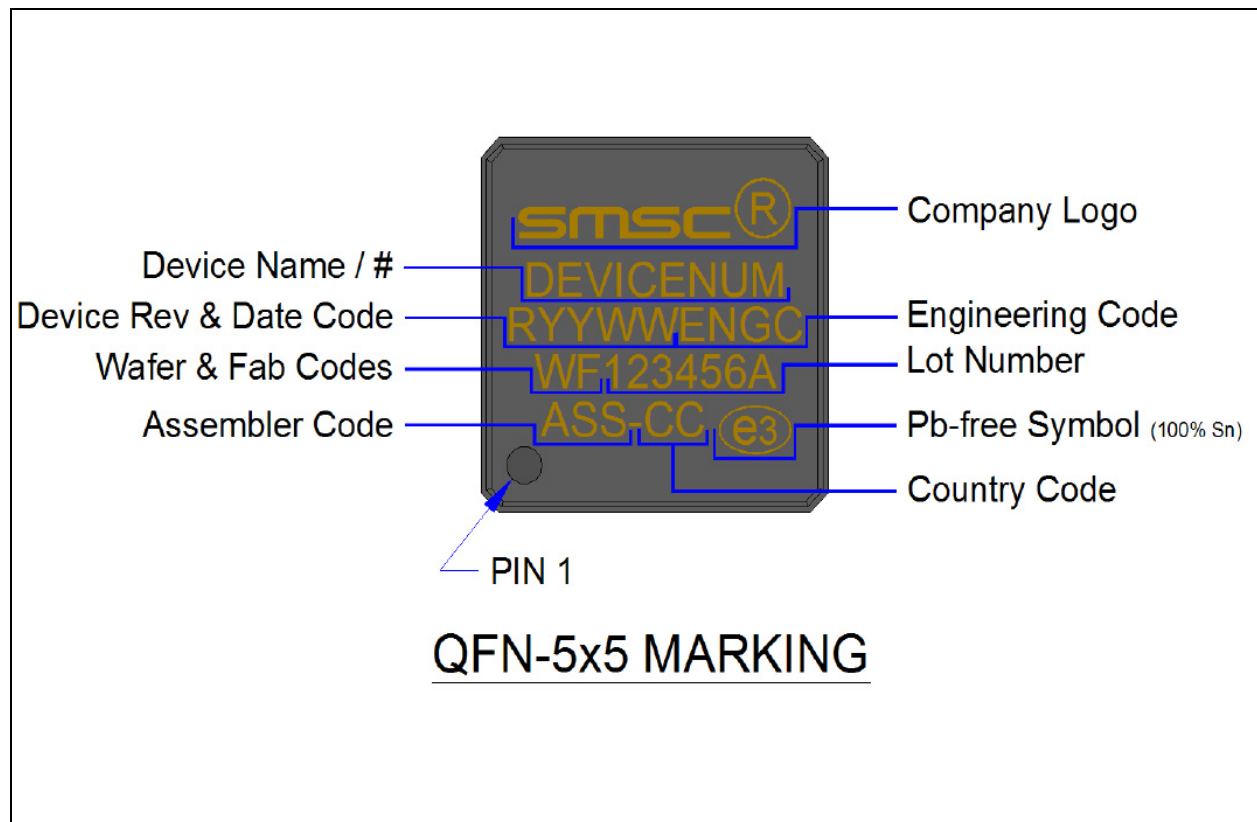 smsc®
Company Logo
Device Name / #
DEVICENUM
Device Rev & Date Code
RYYWWENGC
Engineering Code
Wafer & Fab Codes
WF123456A
Lot Number
Assembler Code
ASS-CC e3
Pb-free Symbol (100% Sn)
Country Code
PIN 1
QFN-5x5 MARKING